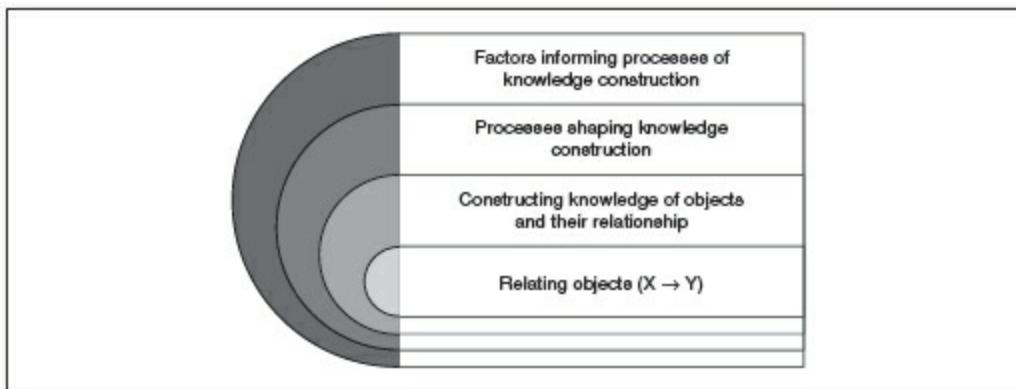 Factors informing processes of
knowledge construction
Processes shaping knowledge
construction
Constructing knowledge of objects
and their relationship
Relating objects (X → Y)